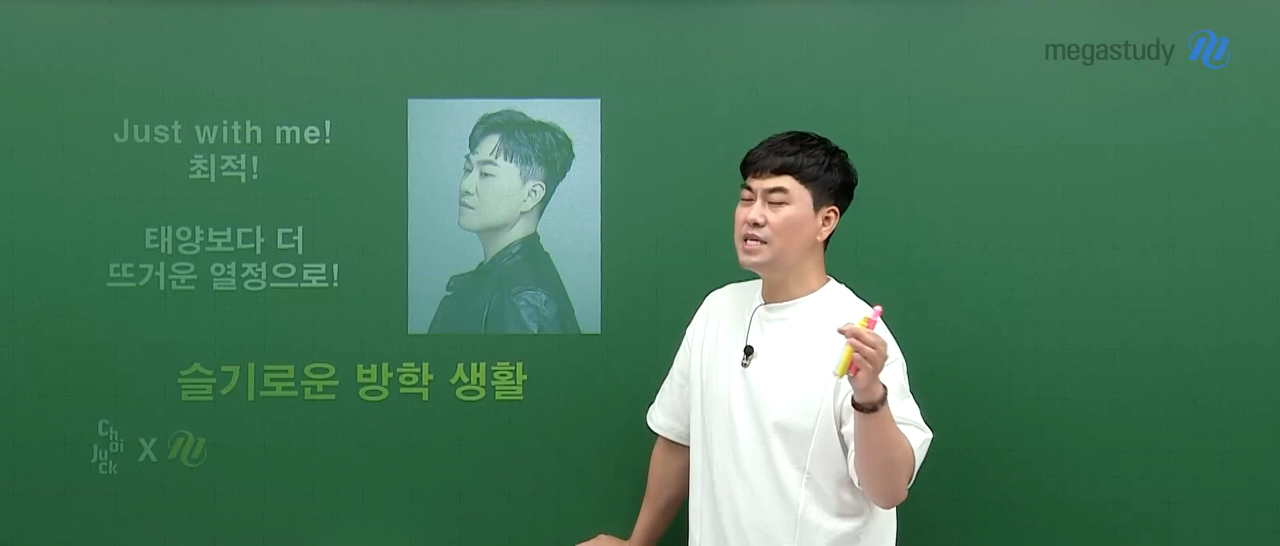 megastudy
Just with me!
최적!
태양보다 더
뜨거운 열정으로!
슬기로운 방학 생활
Choi
Juck
X